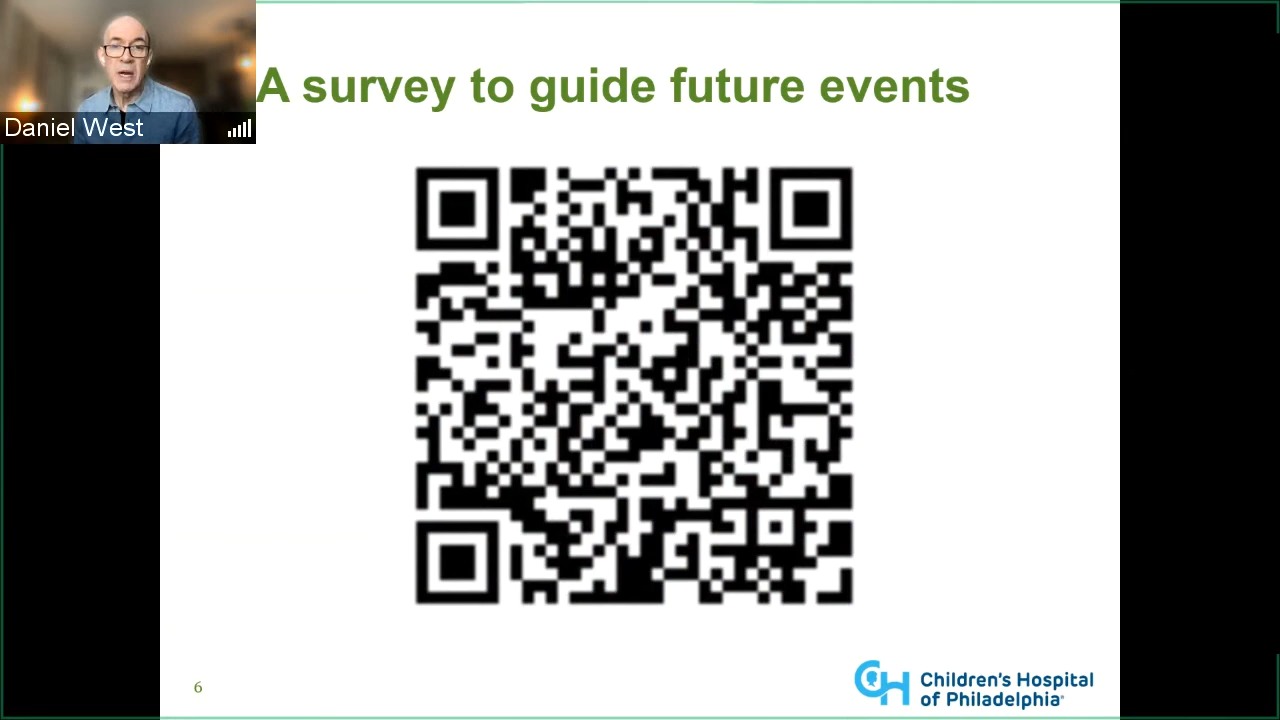 A survey to guide future events
Daniel West
6
Children's Hospital
of Philadelphia